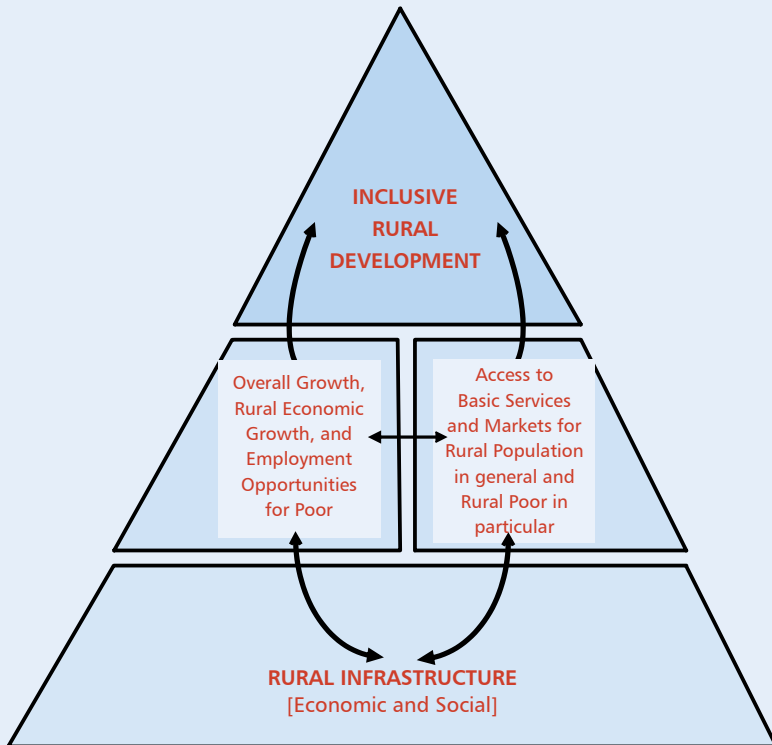 INCLUSIVE
RURAL
DEVELOPMENT
Overall Growth,
Rural Economic
Growth, and
Employment
Opportunities
for Poor
Access to
Basic Services
and Markets for
Rural Population
in general and
Rural Poor in
particular
RURAL INFRASTRUCTURE
[Economic and Social]